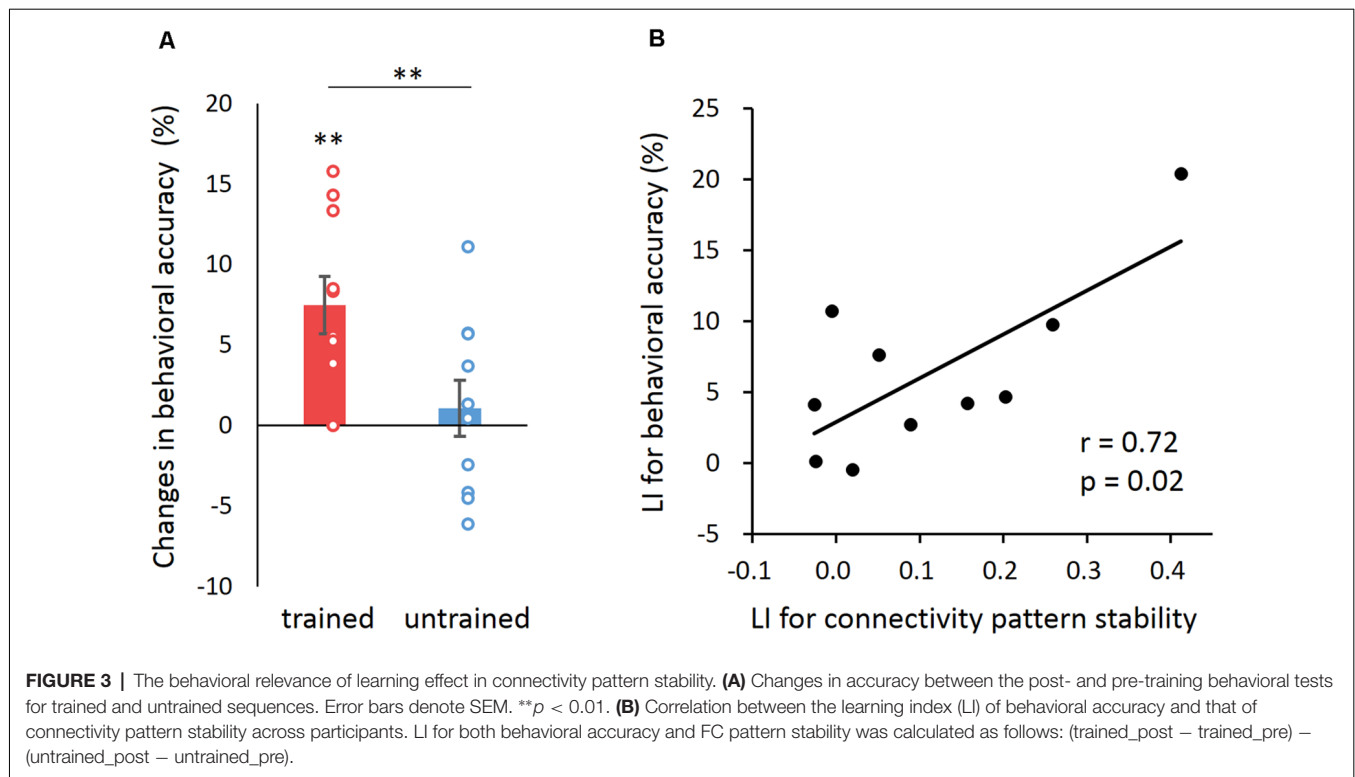 A
**
20
15
10
5
0
-5
-10
**
Changes in behavioral accuracy (%)
trained untrained
B
25
20
15
10
5
0
-5
LI for behavioral accuracy (%)
r = 0.72
p = 0.02
-0.1 0.0 0.1 0.2 0.3 0.4
LI for connectivity pattern stability
FIGURE 3 | The behavioral relevance of learning effect in connectivity pattern stability. (A) Changes in accuracy between the post- and pre-training behavioral tests
for trained and untrained sequences. Error bars denote SEM. **p < 0.01. (B) Correlation between the learning index (LI) of behavioral accuracy and that of
connectivity pattern stability across participants. LI for both behavioral accuracy and FC pattern stability was calculated as follows: (trained_post − trained_pre) −
(untrained_post − untrained_pre).